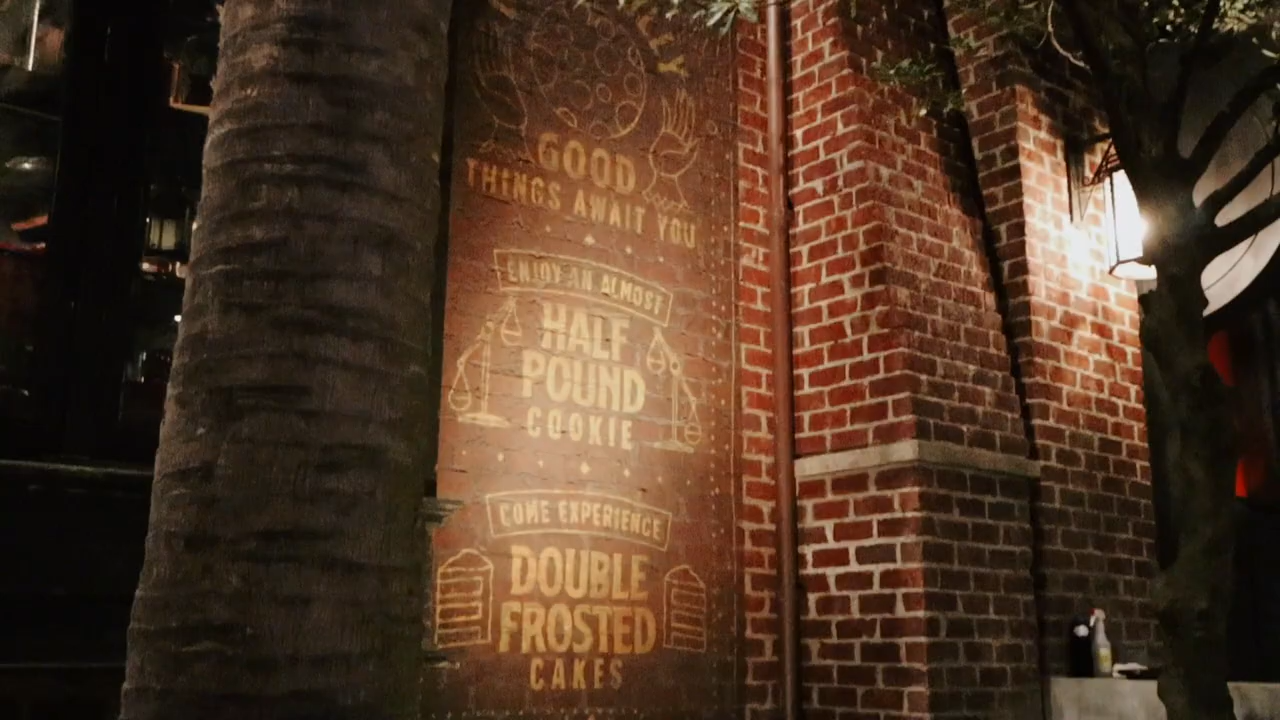 GOOD
THINGS AWAIT YOU
ENJOY AN ALMOST
HALF
POUND
COOKIE
COME EXPERIENCE
DOUBLE
FROSTED
CAKES